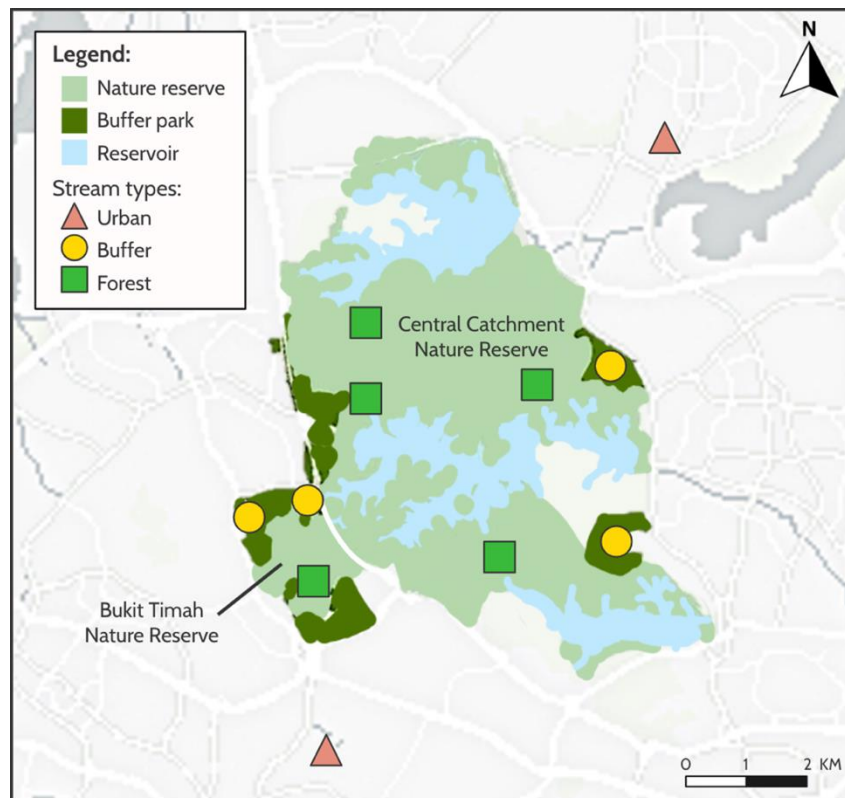 Legend:
Nature reserve
Buffer park
Reservoir
Stream types:
Urban
Buffer
Forest
N
Central Catchment
Nature Reserve
Bukit Timah
Nature Reserve
0 1 2 KM